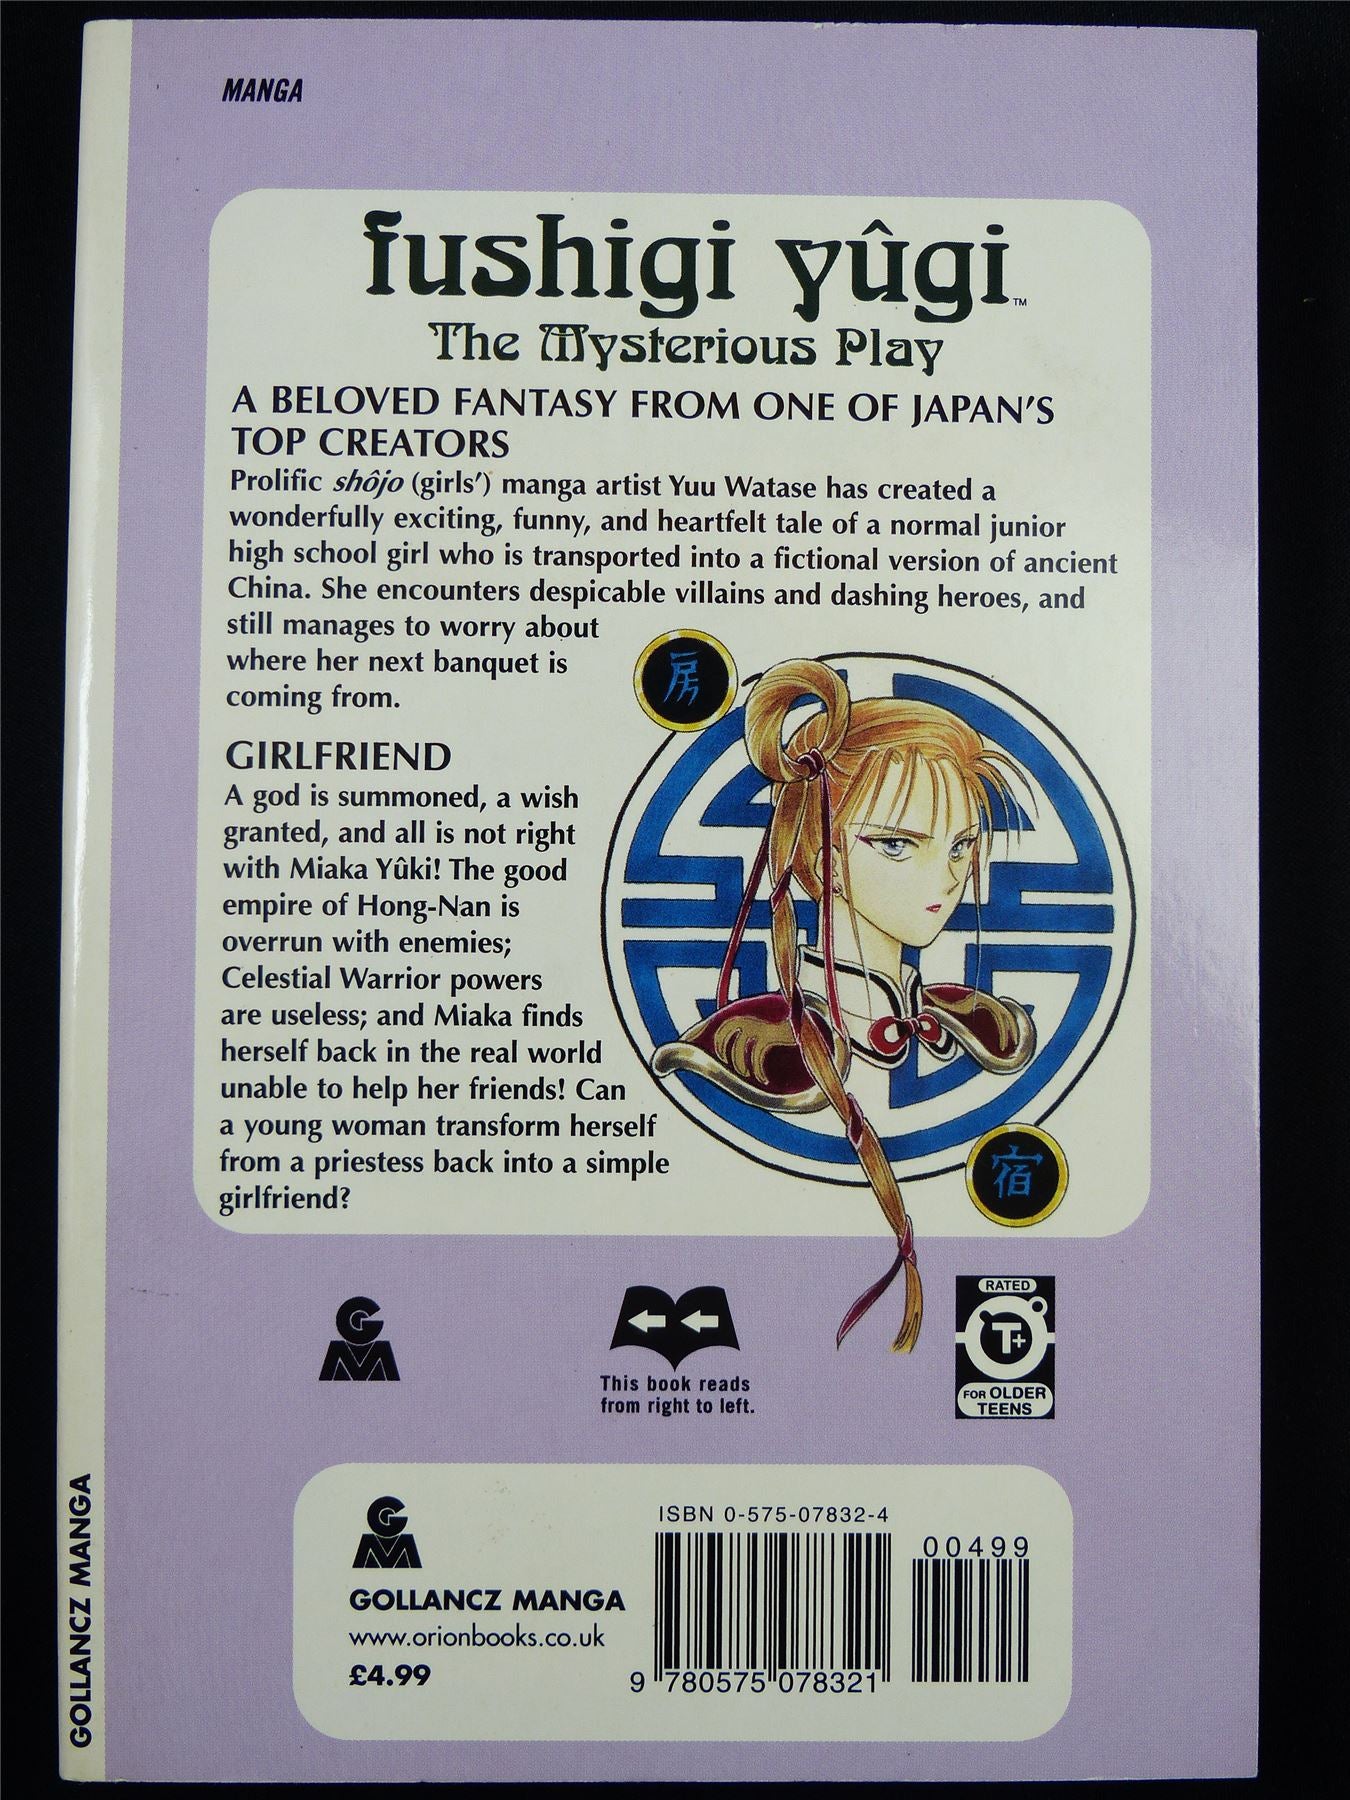 MANGA
fushigi yûgi™
The Mysterious Play
A BELOVED FANTASY FROM ONE OF JAPAN'S
TOP CREATORS
Prolific shôjo (girls') manga artist Yuu Watase has created a
wonderfully exciting, funny, and heartfelt tale of a normal junior
high school girl who is transported into a fictional version of ancient
China. She encounters despicable villains and dashing heroes, and
still manages to worry about
where her next banquet is
coming from.
房
GIRLFRIEND
A god is summoned, a wish
granted, and all is not right
with Miaka Yûki! The good
empire of Hong-Nan is
overrun with enemies;
Celestial Warrior powers
are useless; and Miaka finds
herself back in the real world
unable to help her friends! Can
a young woman transform herself
from a priestess back into a simple
girlfriend?
宿
GM
This book reads
from right to left.
RATED
T+
FOR OLDER
TEENS
GM
GOLLANCZ MANGA
www.orionbooks.co.uk
£4.99
ISBN 0-575-07832-4
00499
9 780575 078321
GOLLANCZ MANGA